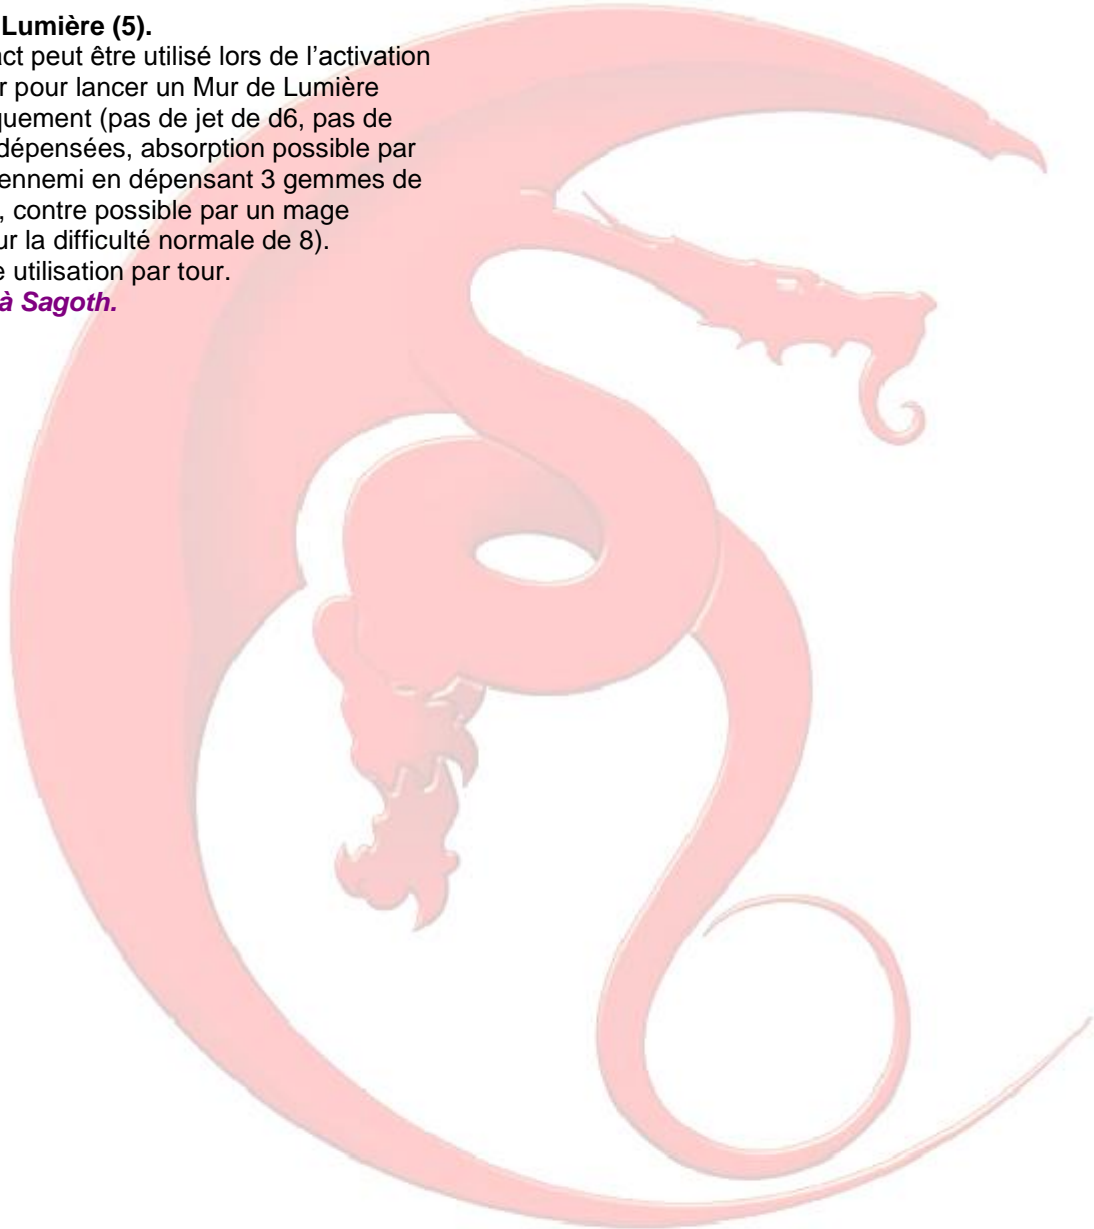 Lumière (5).
act peut être utilisé lors de l’activation
r pour lancer un Mur de Lumière
quement (pas de jet de d6, pas de
dépensées, absorption possible par
ennemi en dépensant 3 gemmes de
, contre possible par un mage
ur la difficulté normale de 8).
e utilisation par tour.
à Sagoth.